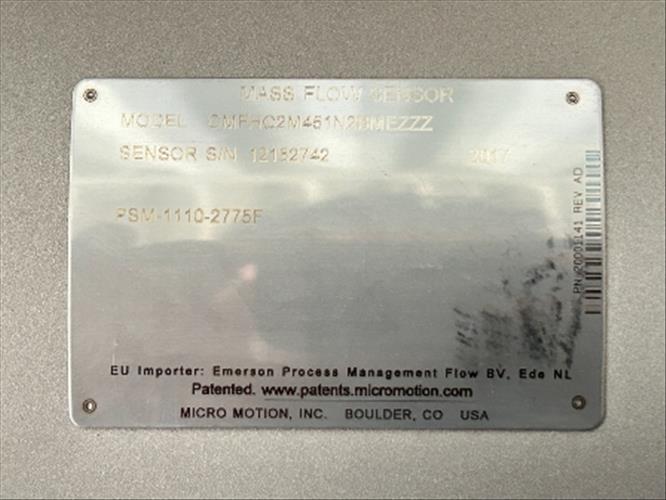 MASS FLOW SENSOR
MODEL CMFHC2M451N2BMEZZZ
SENSOR S/N 12182742 2017
PSM-1110-2775F
PN 20001141 REV AD
EU Importer: Emerson Process Management Flow BV, Ede NL
Patented. www.patents.micromotion.com
MICRO MOTION, INC. BOULDER, CO USA